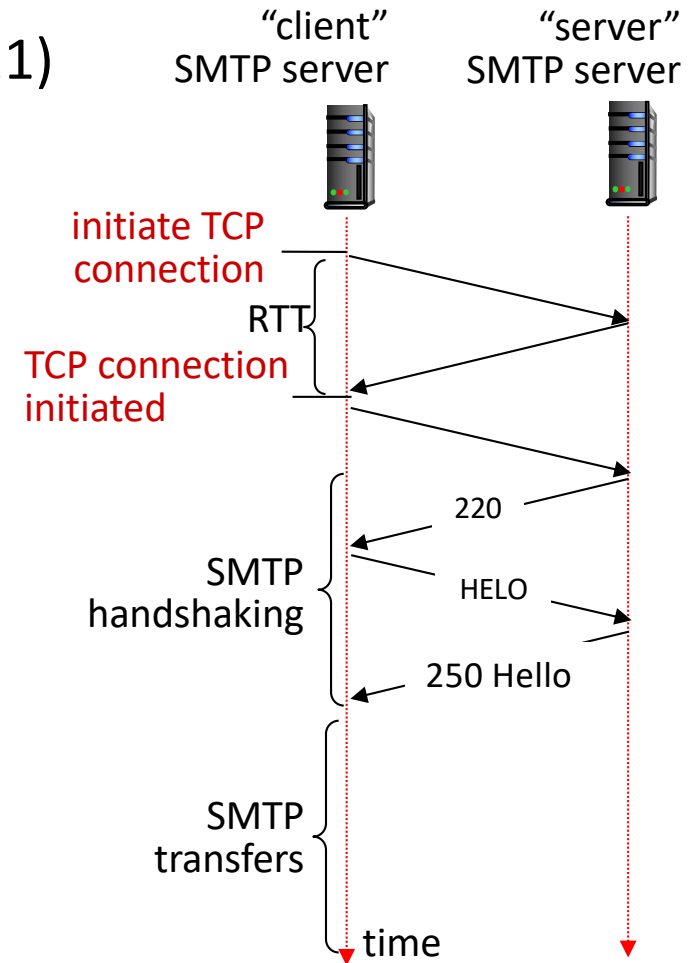 1)
“client”
SMTP server
“server”
SMTP server
initiate TCP
connection
RTT
TCP connection
initiated
220
SMTP
handshaking
HELO
250 Hello
SMTP
transfers
time